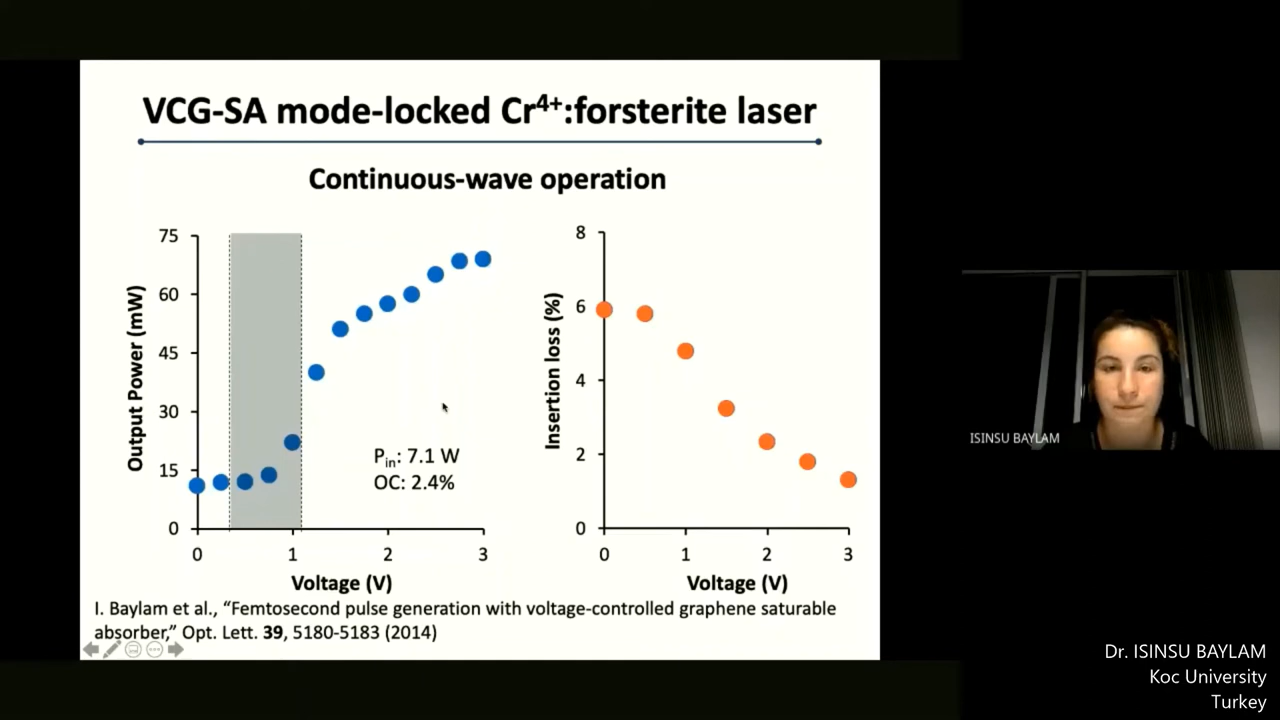 VCG-SA mode-locked Cr⁴⁺:forsterite laser
Continuous-wave operation
Output Power (mW)
75
60
45
30
15
0
0 1 2 3
Voltage (V)
Pin: 7.1 W
OC: 2.4%
Insertion loss (%)
8
6
4
2
0
0 1 2 3
Voltage (V)
I. Baylam et al., “Femtosecond pulse generation with voltage-controlled graphene saturable
absorber,” Opt. Lett. 39, 5180-5183 (2014)
ISINSU BAYLAM
Dr. ISINSU BAYLAM
Koc University
Turkey